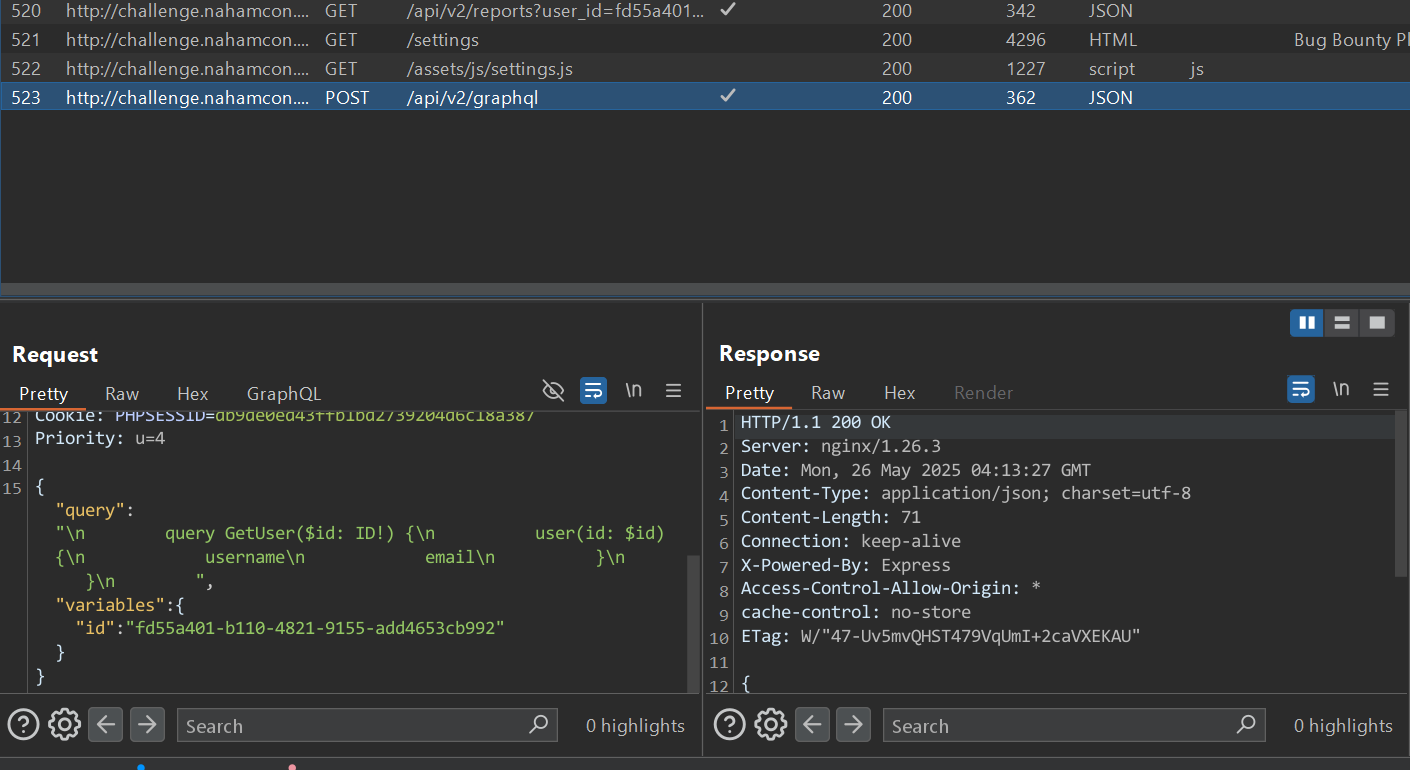 520 http://challenge.nahamcon.... GET /api/v2/reports?user_id=fd55a401... ✓ 200 342 JSON
521 http://challenge.nahamcon.... GET /settings 200 4296 HTML Bug Bounty Pl
522 http://challenge.nahamcon.... GET /assets/js/settings.js 200 1227 script js
523 http://challenge.nahamcon.... POST /api/v2/graphql ✓ 200 362 JSON
Request
Pretty Raw Hex GraphQL \n
12 Cookie: PHPSESSID=db9de0ed43ffb1bd2739204d6c18a387
13 Priority: u=4
14
15 {
"query":
"\n query GetUser($id: ID!) {\n user(id: $id)
{\n username\n email\n }\n
}\n ",
"variables":{
"id":"fd55a401-b110-4821-9155-add4653cb992"
}
}
Search 0 highlights
Response
Pretty Raw Hex Render \n
1 HTTP/1.1 200 OK
2 Server: nginx/1.26.3
3 Date: Mon, 26 May 2025 04:13:27 GMT
4 Content-Type: application/json; charset=utf-8
5 Content-Length: 71
6 Connection: keep-alive
7 X-Powered-By: Express
8 Access-Control-Allow-Origin: *
9 cache-control: no-store
10 ETag: W/"47-Uv5mvQHST479VqUmI+2caVXEKAU"
11
12 {
Search 0 highlights